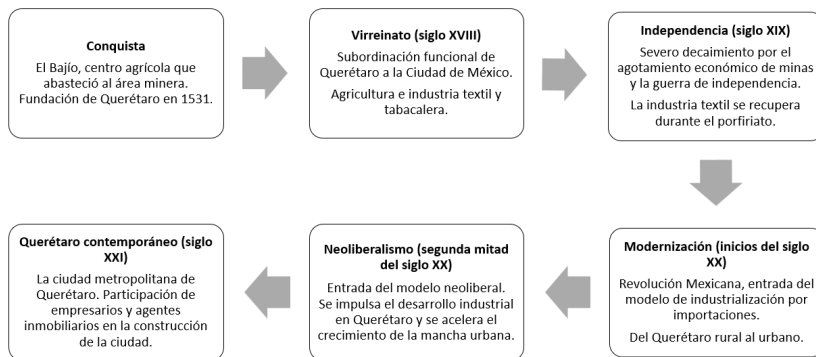 Conquista
El Bajío, centro agrícola que
abasteció al área minera.
Fundación de Querétaro en 1531.
Virreinato (siglo XVIII)
Subordinación funcional de
Querétaro a la Ciudad de México.
Agricultura e industria textil y
tabacalera.
Independencia (siglo XIX)
Severo decaimiento por el
agotamiento económico de minas
y la guerra de independencia.
La industria textil se recupera
durante el porfiriato.
Modernización (inicios del siglo
XX)
Revolución Mexicana, entrada del
modelo de industrialización por
importaciones.
Del Querétaro rural al urbano.
Neoliberalismo (segunda mitad
del siglo XX)
Entrada del modelo neoliberal.
Se impulsa el desarrollo industrial
en Querétaro y se acelera el
crecimiento de la mancha urbana.
Querétaro contemporáneo (siglo
XXI)
La ciudad metropolitana de
Querétaro. Participación de
empresarios y agentes
inmobiliarios en la construcción
de la ciudad.